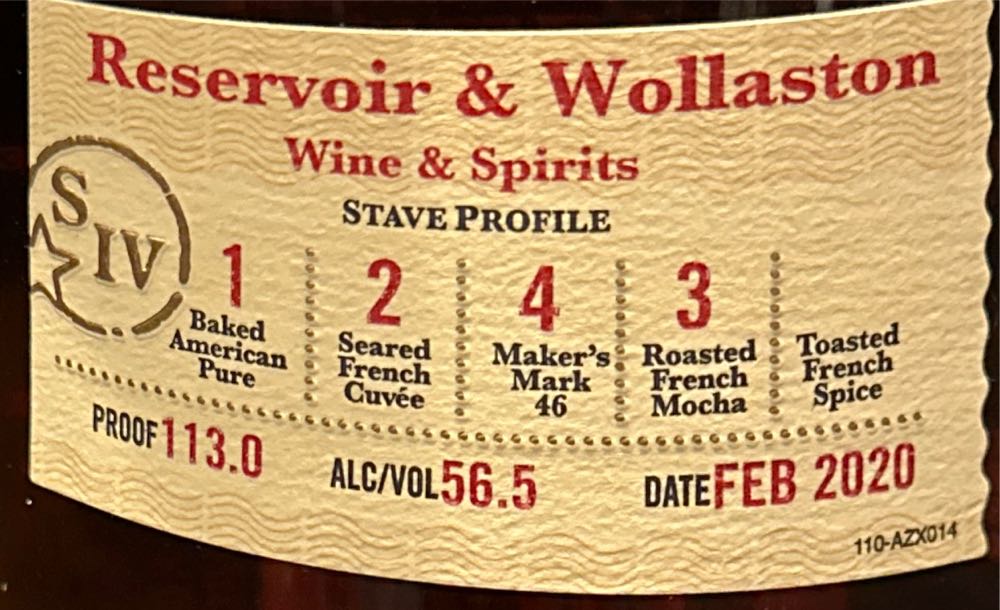 Reservoir & Wollaston
Wine & Spirits
STAVE PROFILE
S
IV
1
Baked
American
Pure
2
Seared
French
Cuvée
4
Maker's
Mark
46
3
Roasted
French
Mocha
Toasted
French
Spice
PROOF 113.0
ALC/VOL 56.5
DATE FEB 2020
110-AZX014